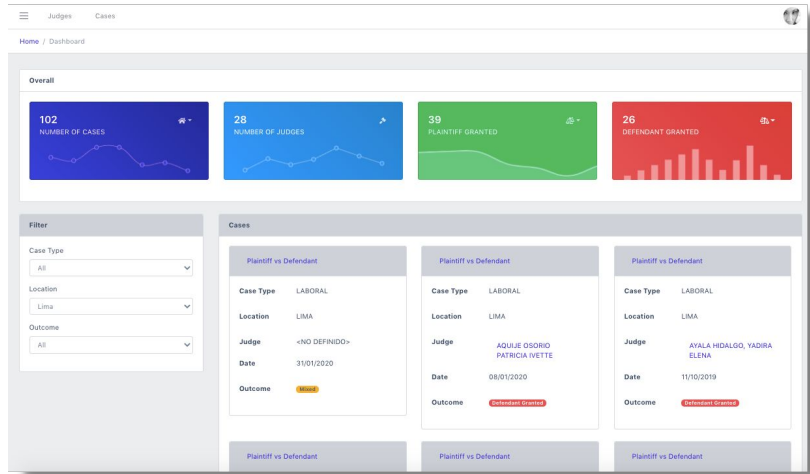 Judges Cases
Home / Dashboard
Overall
102
NUMBER OF CASES
28
NUMBER OF JUDGES
39
PLAINTIFF GRANTED
26
DEFENDANT GRANTED
Filter
Case Type
All
Location
Lima
Outcome
All
Cases
Plaintiff vs Defendant
Case Type LABORAL
Location LIMA
Judge <NO DEFINIDO>
Date 31/01/2020
Outcome Mixed
Plaintiff vs Defendant
Case Type LABORAL
Location LIMA
Judge AQUIJE OSORIO
PATRICIA IVETTE
Date 08/01/2020
Outcome Defendant Granted
Plaintiff vs Defendant
Case Type LABORAL
Location LIMA
Judge AYALA HIDALGO, YADIRA
ELENA
Date 11/10/2019
Outcome Defendant Granted
Plaintiff vs Defendant
Plaintiff vs Defendant
Plaintiff vs Defendant